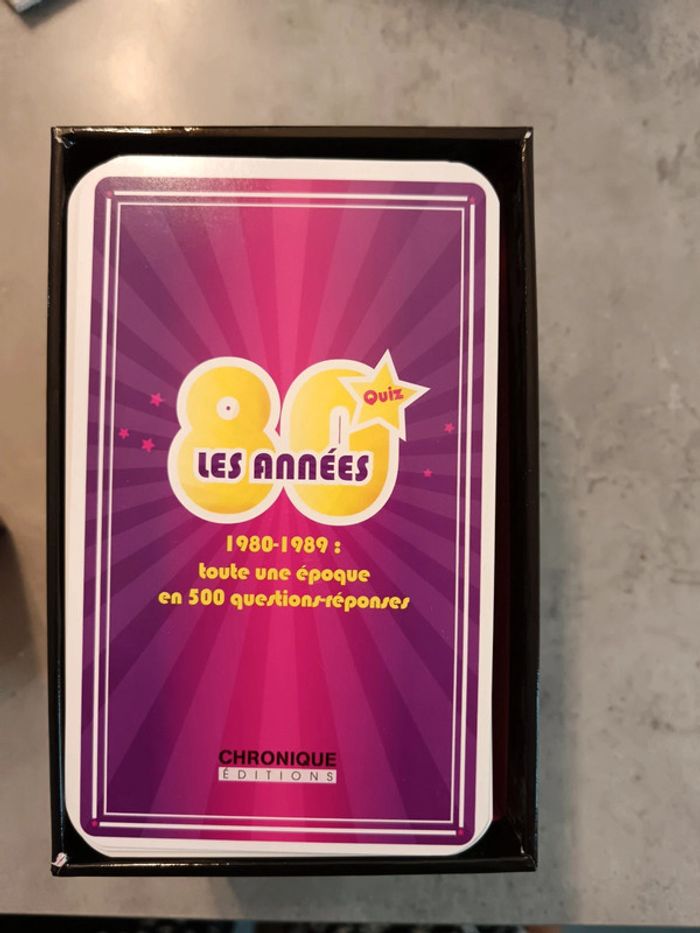 80
Quiz
LES ANNÉES
1980-1989 :
toute une époque
en 500 questions-réponses
CHRONIQUE
ÉDITIONS